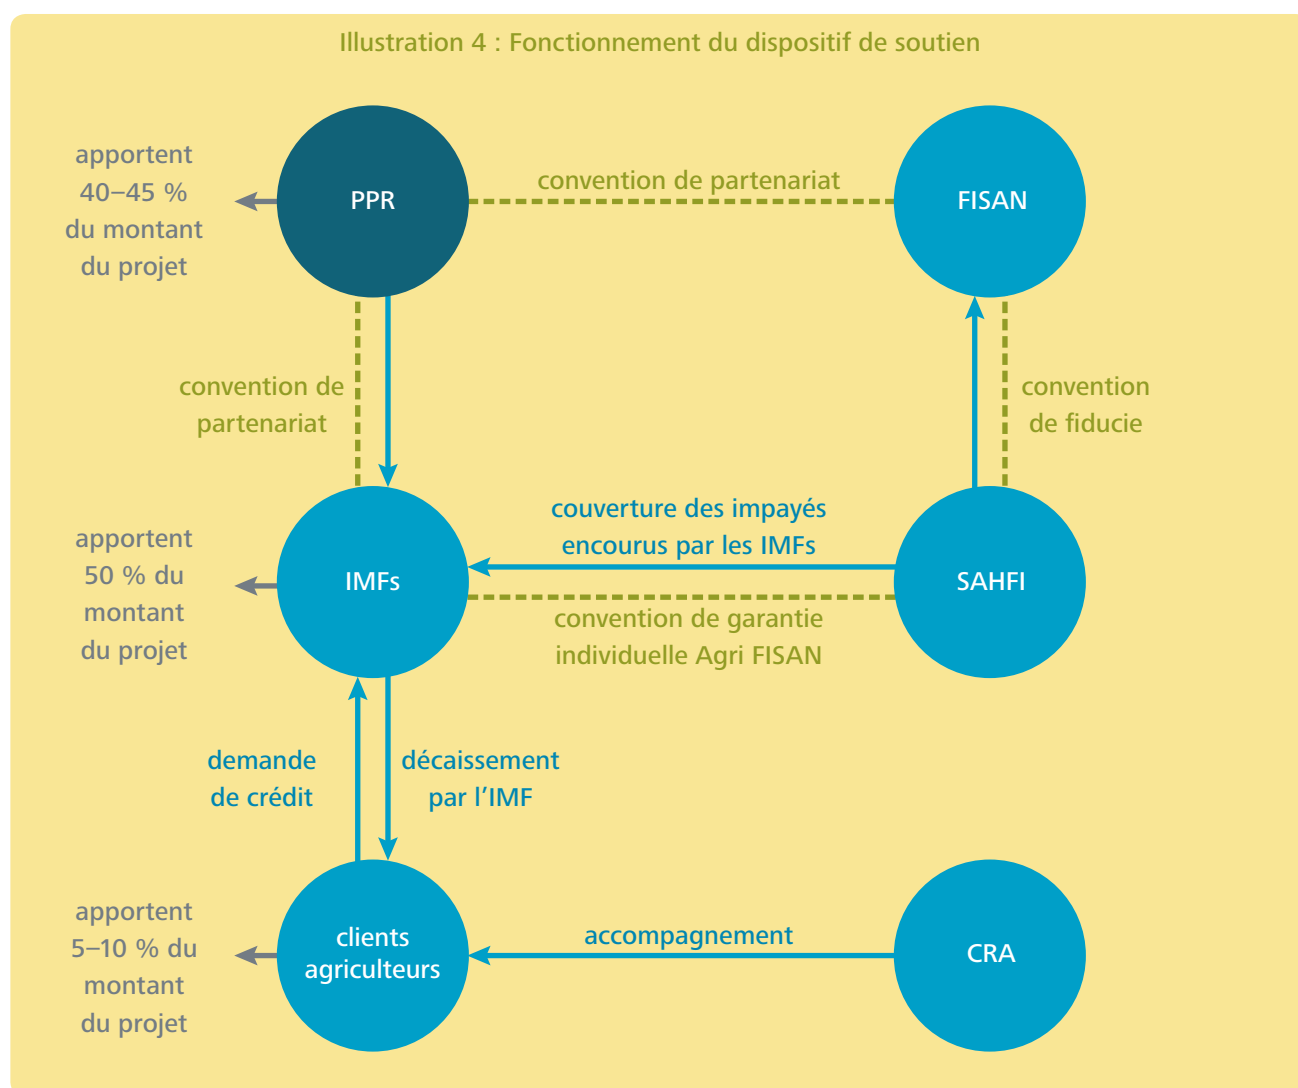 Illustration 4 : Fonctionnement du dispositif de soutien
apportent
40–45 %
du montant
du projet
PPR
convention de partenariat
FISAN
convention de
partenariat
convention
de fiducie
apportent
50 % du
montant
du projet
IMFs
couverture des impayés
encourus par les IMFs
convention de garantie
individuelle Agri FISAN
SAHFI
demande
de crédit
décaissement
par l’IMF
apportent
5–10 % du
montant
du projet
clients
agriculteurs
accompagnement
CRA